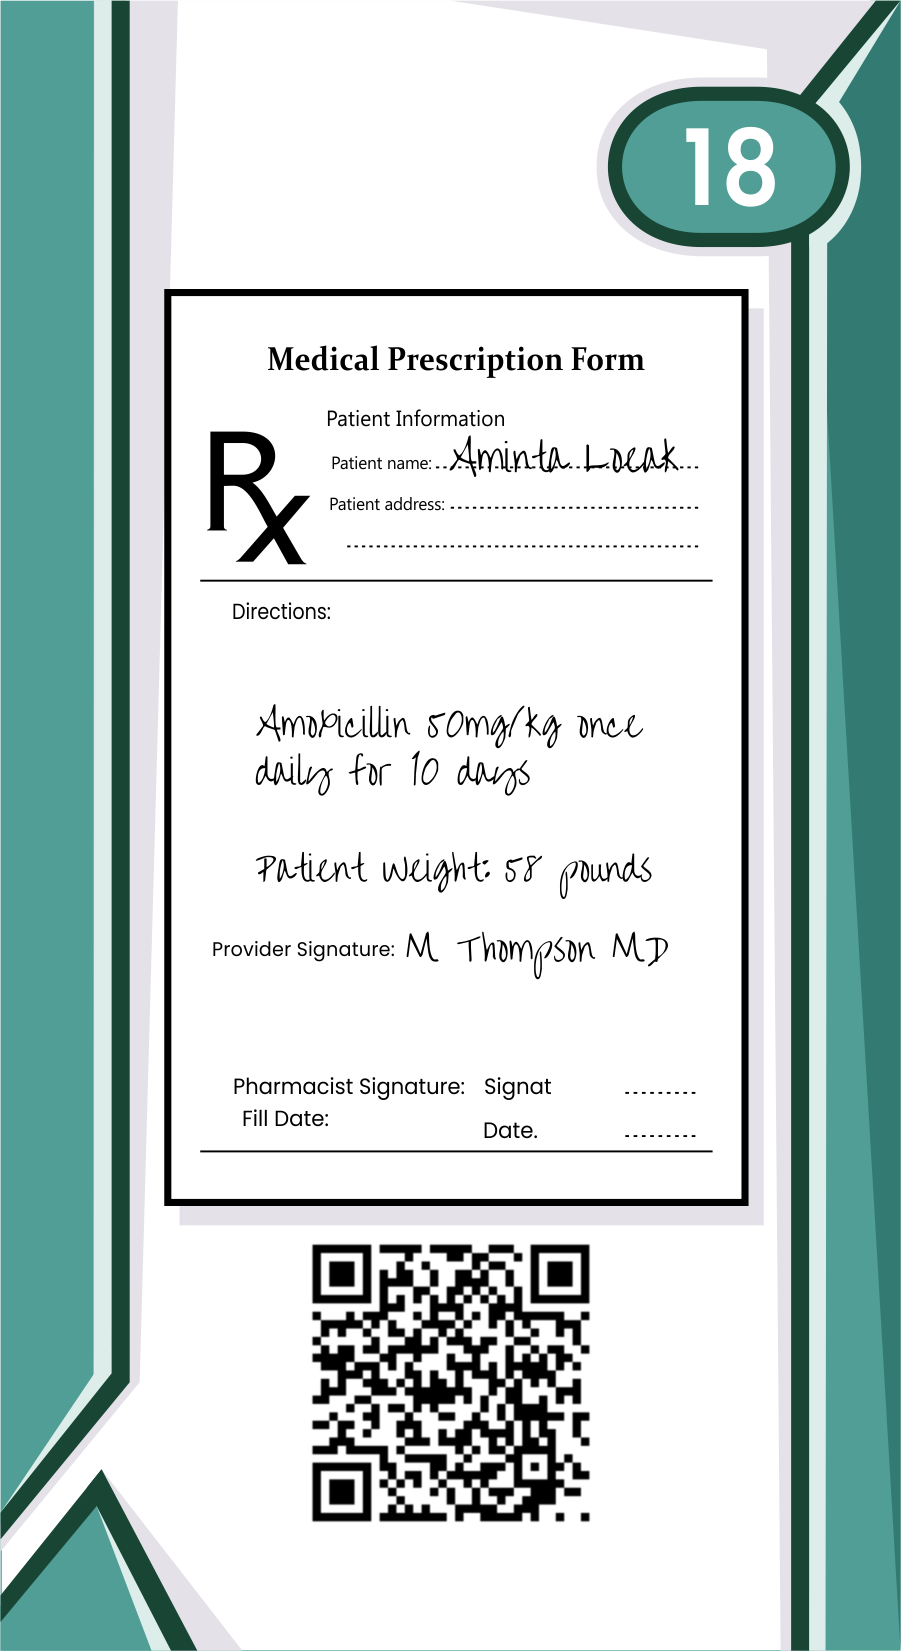 18
Medical Prescription Form
Rx
Patient Information
Patient name: Aminta Loeak
Patient address:
Directions:
Amoxicillin 50mg/kg once
daily for 10 days
Patient Weight: 58 pounds
Provider Signature: M Thompson MD
Pharmacist Signature: Signat
Fill Date:
Date.